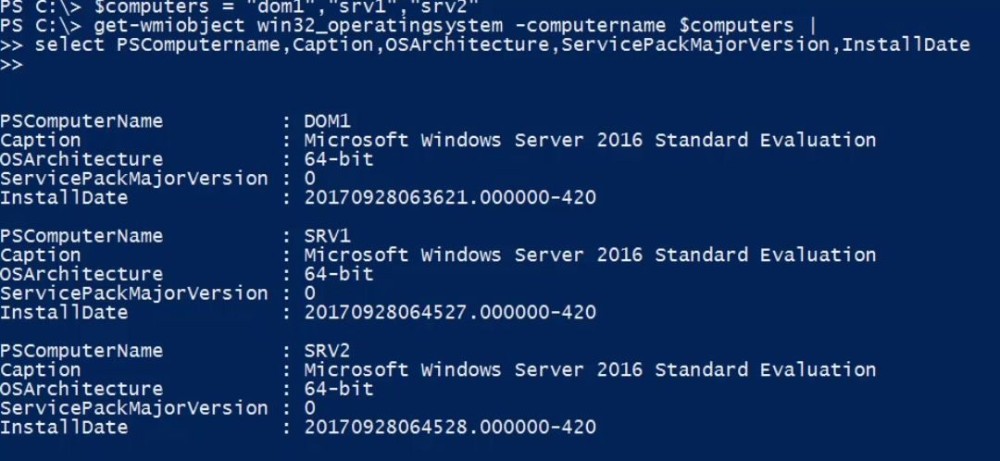 PS C:\> $computers = "dom1","srv1","srv2"
PS C:\> get-wmiobject win32_operatingsystem -computername $computers |
>> select PSComputername,Caption,OSArchitecture,ServicePackMajorVersion,InstallDate
>>
PSComputerName : DOM1
Caption : Microsoft Windows Server 2016 Standard Evaluation
OSArchitecture : 64-bit
ServicePackMajorVersion : 0
InstallDate : 20170928063621.000000-420
PSComputerName : SRV1
Caption : Microsoft Windows Server 2016 Standard Evaluation
OSArchitecture : 64-bit
ServicePackMajorVersion : 0
InstallDate : 20170928064527.000000-420
PSComputerName : SRV2
Caption : Microsoft Windows Server 2016 Standard Evaluation
OSArchitecture : 64-bit
ServicePackMajorVersion : 0
InstallDate : 20170928064528.000000-420